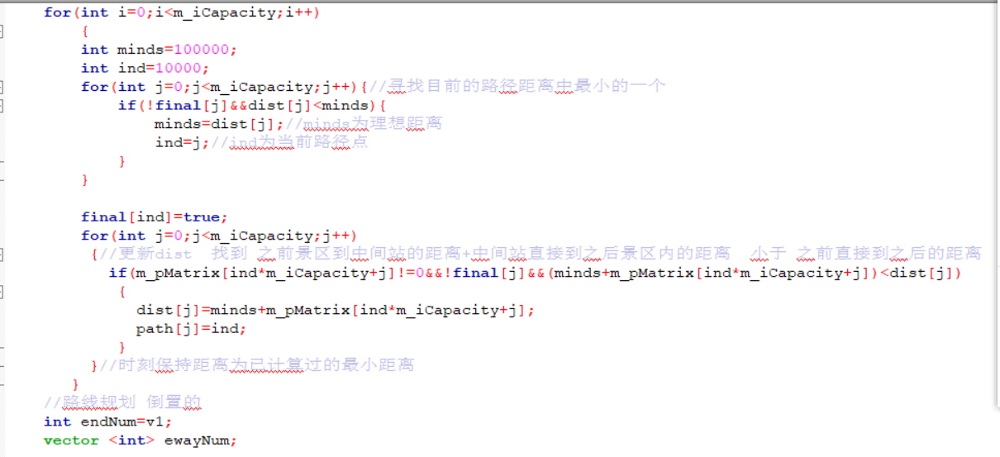 for(int i=0;i<m_iCapacity;i++)
{
int minds=100000;
int ind=10000;
for(int j=0;j<m_iCapacity;j++){//寻找目前的路径距离中最小的一个
if(!final[j]&&dist[j]<minds){
minds=dist[j];//minds为理想距离
ind=j;//ind为当前路径点
}
}
final[ind]=true;
for(int j=0;j<m_iCapacity;j++)
{//更新dist 找到 之前景区到中间站的距离+中间站直接到之后景区内的距离 小于 之前直接到之后的距离
if(m_pMatrix[ind*m_iCapacity+j]!=0&&!final[j]&&(minds+m_pMatrix[ind*m_iCapacity+j])<dist[j])
{
dist[j]=minds+m_pMatrix[ind*m_iCapacity+j];
path[j]=ind;
}
}//时刻保持距离为已计算过的最小距离
}
//路线规划 倒置的
int endNum=v1;
vector <int> ewayNum;